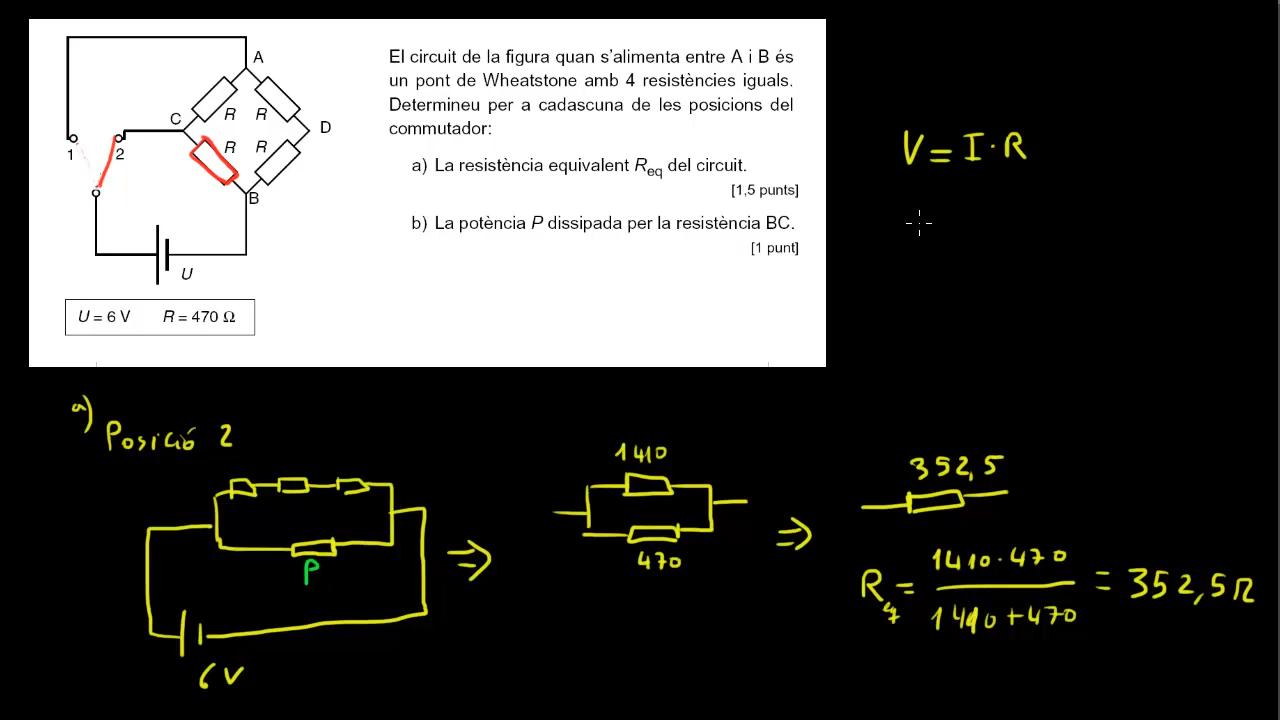 A
C
D
R R
R R
1 2
B
U
U = 6 V R = 470 Ω
El circuit de la figura quan s’alimenta entre A i B és
un pont de Wheatstone amb 4 resistències iguals.
Determineu per a cadascuna de les posicions del
commutador:
a) La resistència equivalent Req del circuit.
[1,5 punts]
b) La potència P dissipada per la resistència BC.
[1 punt]
V = I · R
a) Posició 2
P
6 V
⇒
1410
470
⇒
352,5
Req = 1410 · 470 / 1410 + 470 = 352,5 Ω